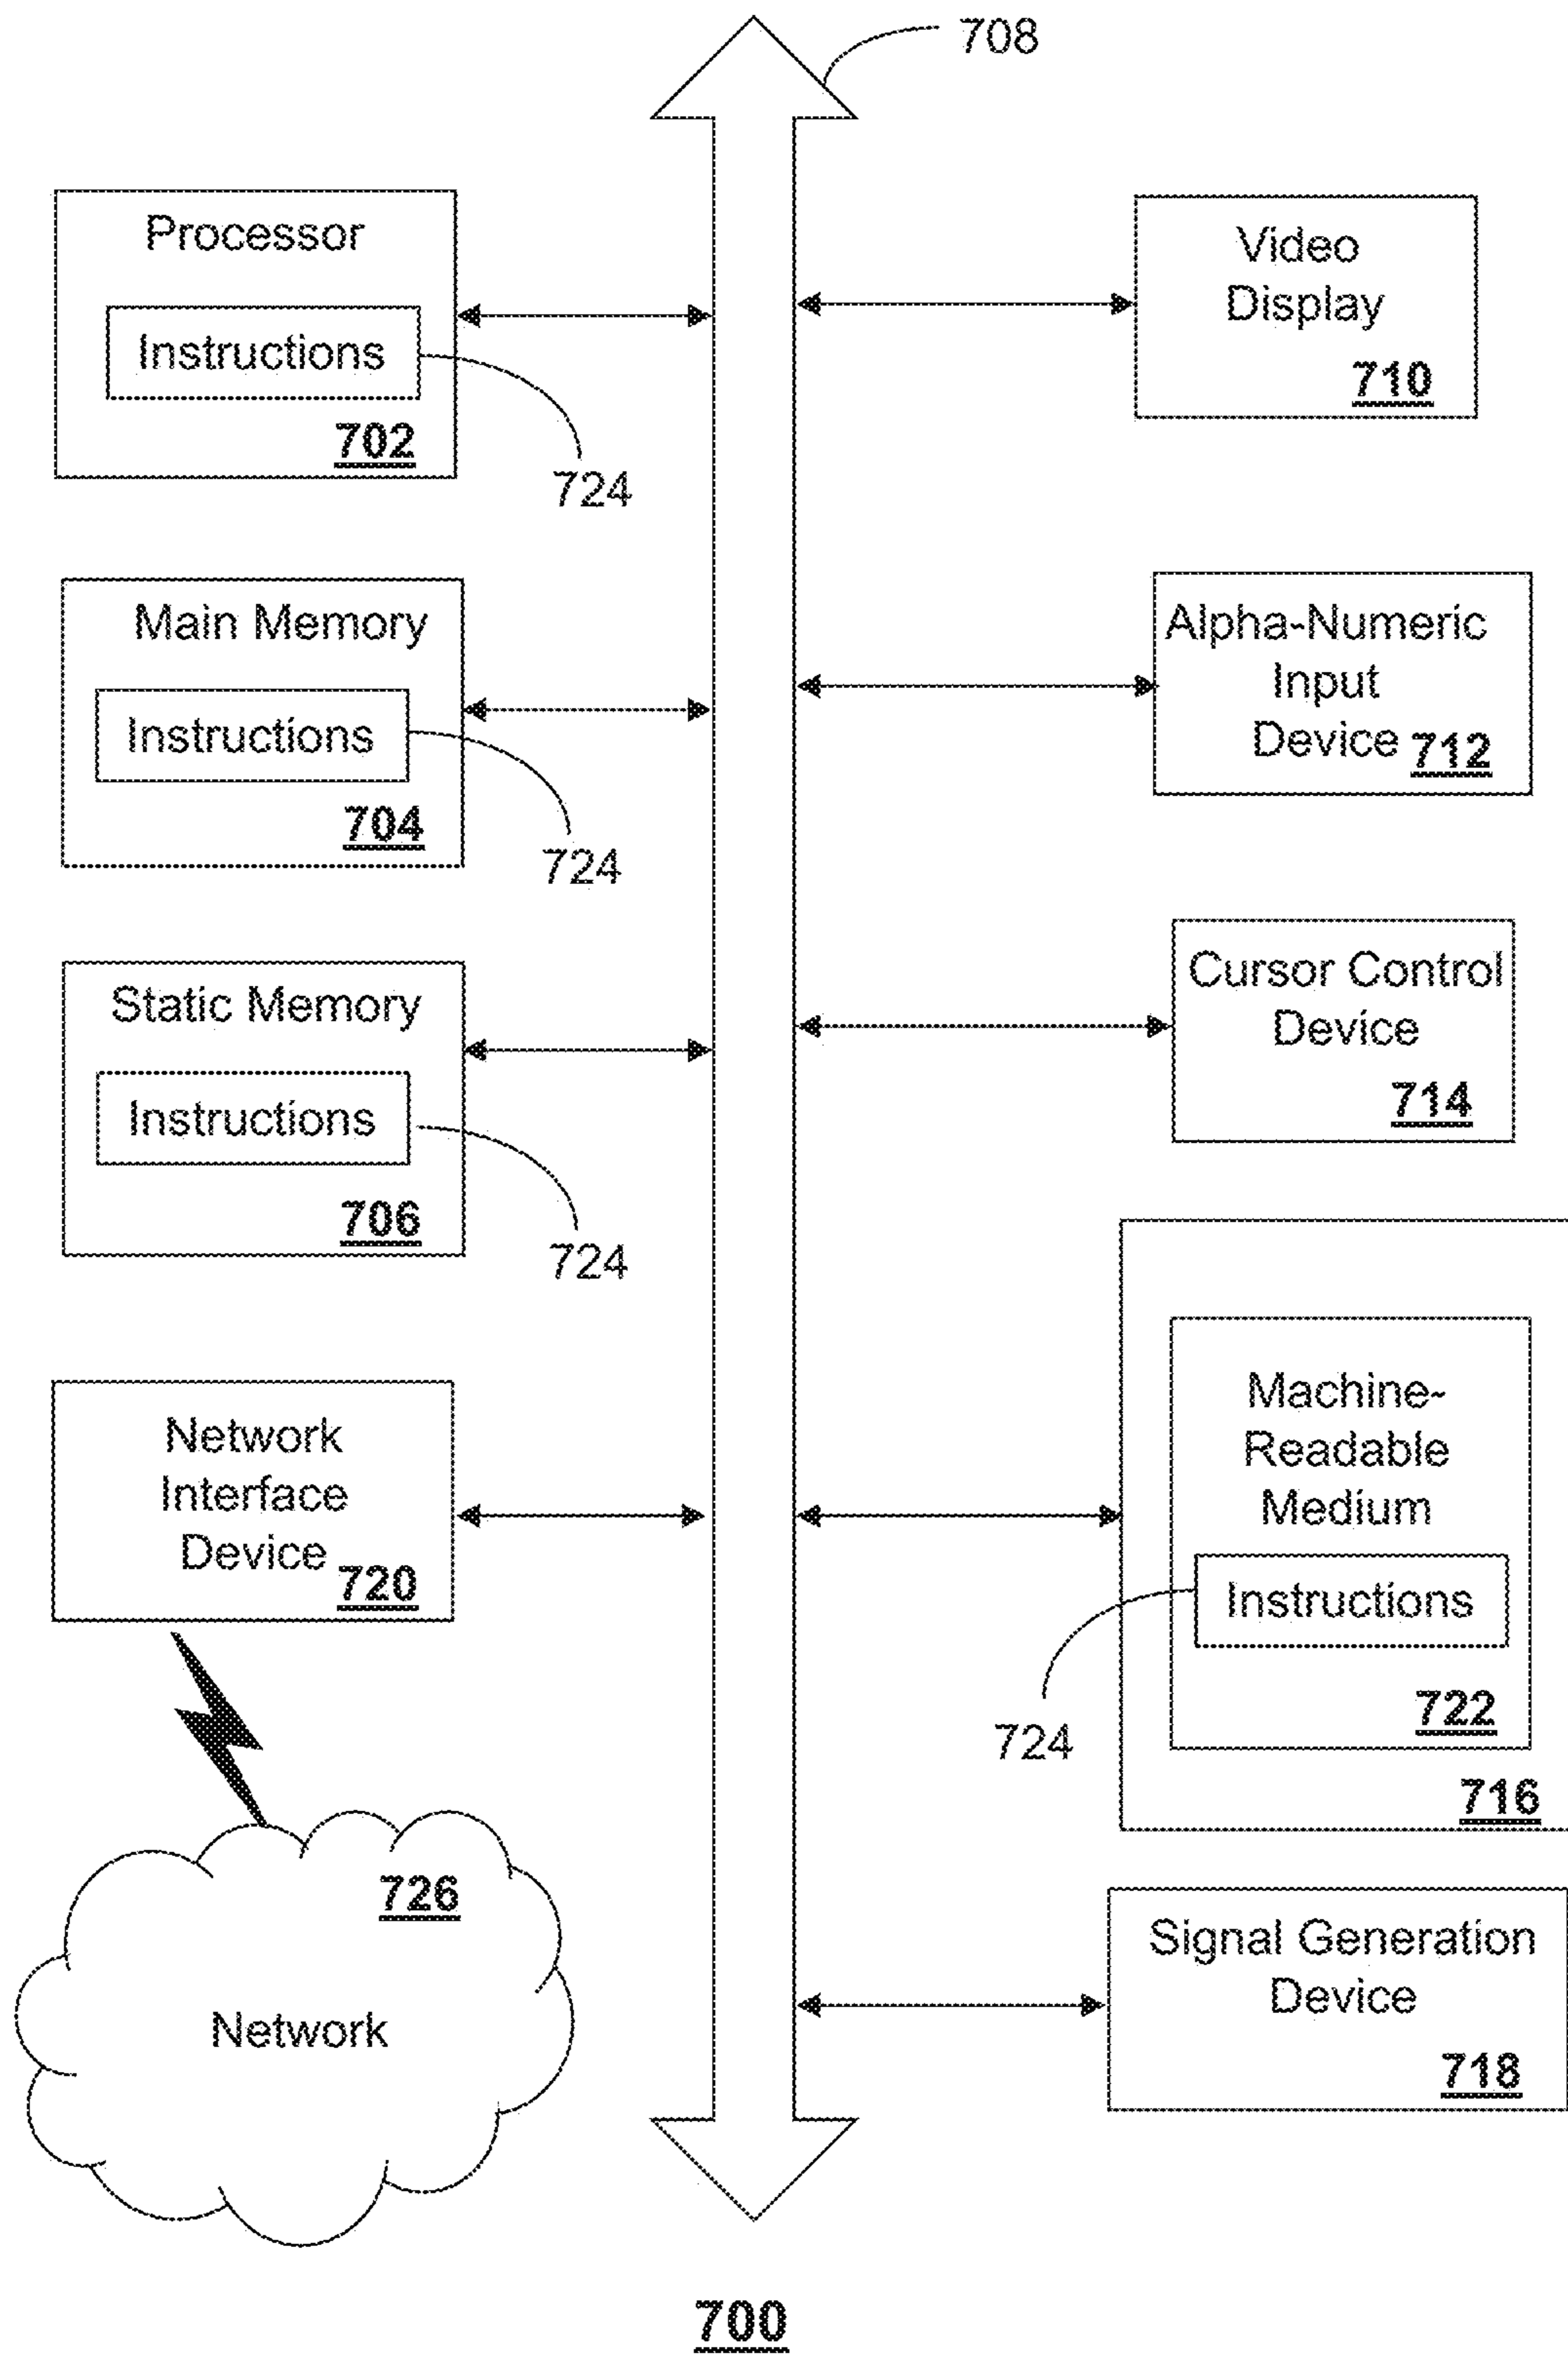 708
Processor
Instructions
702
724
Main Memory
Instructions
704
724
Static Memory
Instructions
706
724
Network
Interface
Device
720
726
Network
Video
Display
710
Alpha-Numeric
Input
Device 712
Cursor Control
Device
714
Machine-
Readable
Medium
Instructions
724
722
716
Signal Generation
Device
718
700